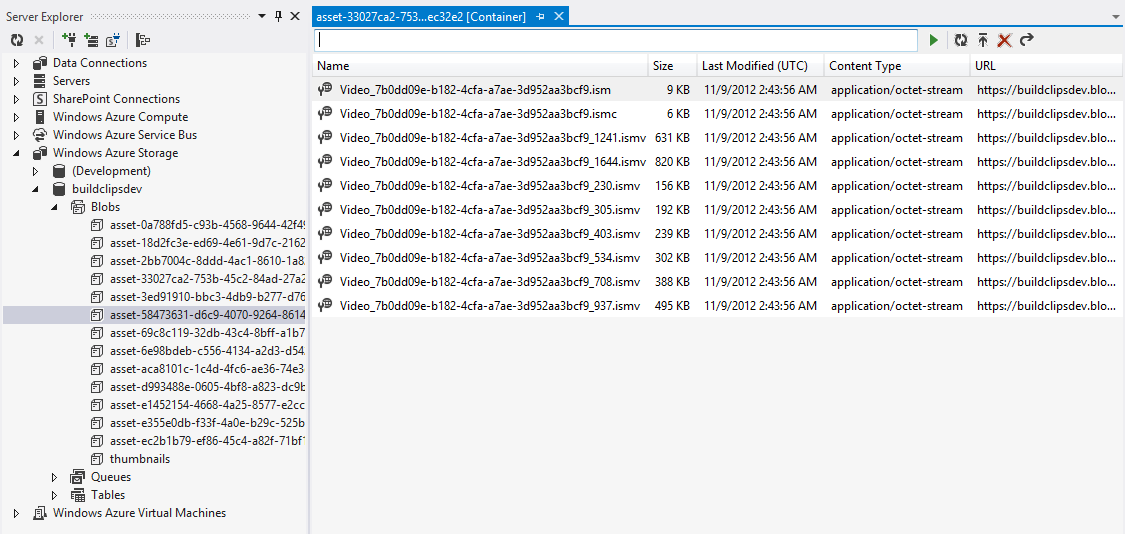 Server Explorer
Data Connections
Servers
SharePoint Connections
Windows Azure Compute
Windows Azure Service Bus
Windows Azure Storage
(Development)
buildclipsdev
Blobs
asset-0a788fd5-c93b-4568-9644-42f49
asset-18d2fc3e-ed69-4e61-9d7c-2162
asset-2bb7004c-8ddd-4ac1-8610-1a8
asset-33027ca2-753b-45c2-84ad-27a2
asset-3ed91910-bbc3-4db9-b277-d76
asset-58473631-d6c9-4070-9264-8614
asset-69c8c119-32db-43c4-8bff-a1b7
asset-6e98bdeb-c556-4134-a2d3-d54
asset-aca8101c-1c4d-4fc6-ae36-74e3
asset-d993488e-0605-4bf8-a823-dc9b
asset-e1452154-4668-4a25-8577-e2cc
asset-e355e0db-f33f-4a0e-b29c-525b
asset-ec2b1b79-ef86-45c4-a82f-71bf1
thumbnails
Queues
Tables
Windows Azure Virtual Machines
asset-33027ca2-753...ec32e2 [Container]
Name Size Last Modified (UTC) Content Type URL
Video_7b0dd09e-b182-4cfa-a7ae-3d952aa3bcf9.ism 9 KB 11/9/2012 2:43:56 AM application/octet-stream https://buildclipsdev.blo...
Video_7b0dd09e-b182-4cfa-a7ae-3d952aa3bcf9.ismc 6 KB 11/9/2012 2:43:56 AM application/octet-stream https://buildclipsdev.blo...
Video_7b0dd09e-b182-4cfa-a7ae-3d952aa3bcf9_1241.ismv 631 KB 11/9/2012 2:43:56 AM application/octet-stream https://buildclipsdev.blo...
Video_7b0dd09e-b182-4cfa-a7ae-3d952aa3bcf9_1644.ismv 820 KB 11/9/2012 2:43:56 AM application/octet-stream https://buildclipsdev.blo...
Video_7b0dd09e-b182-4cfa-a7ae-3d952aa3bcf9_230.ismv 156 KB 11/9/2012 2:43:56 AM application/octet-stream https://buildclipsdev.blo...
Video_7b0dd09e-b182-4cfa-a7ae-3d952aa3bcf9_305.ismv 192 KB 11/9/2012 2:43:56 AM application/octet-stream https://buildclipsdev.blo...
Video_7b0dd09e-b182-4cfa-a7ae-3d952aa3bcf9_403.ismv 239 KB 11/9/2012 2:43:56 AM application/octet-stream https://buildclipsdev.blo...
Video_7b0dd09e-b182-4cfa-a7ae-3d952aa3bcf9_534.ismv 302 KB 11/9/2012 2:43:56 AM application/octet-stream https://buildclipsdev.blo...
Video_7b0dd09e-b182-4cfa-a7ae-3d952aa3bcf9_708.ismv 388 KB 11/9/2012 2:43:56 AM application/octet-stream https://buildclipsdev.blo...
Video_7b0dd09e-b182-4cfa-a7ae-3d952aa3bcf9_937.ismv 495 KB 11/9/2012 2:43:56 AM application/octet-stream https://buildclipsdev.blo...